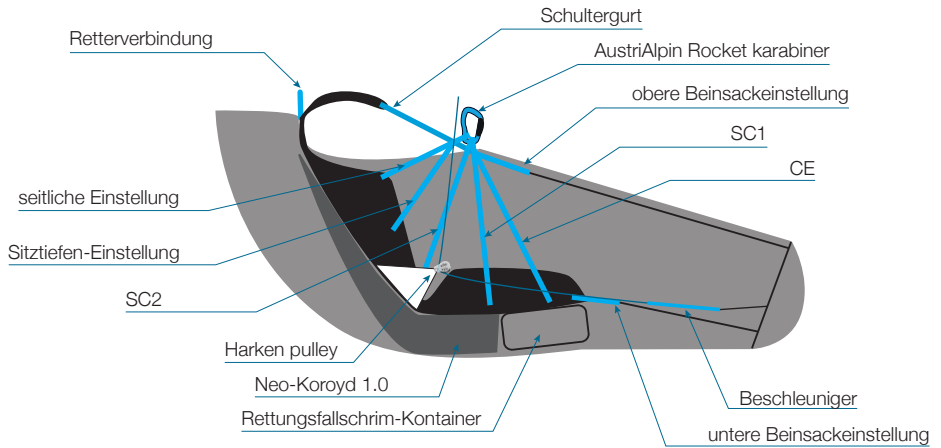 Schultergurt
Retterverbindung
AustriAlpin Rocket karabiner
obere Beinsackeinstellung
SC1
CE
seitliche Einstellung
Sitztiefen-Einstellung
SC2
Harken pulley
Neo-Koroyd 1.0
Rettungsfallschrim-Kontainer
Beschleuniger
untere Beinsackeinstellung